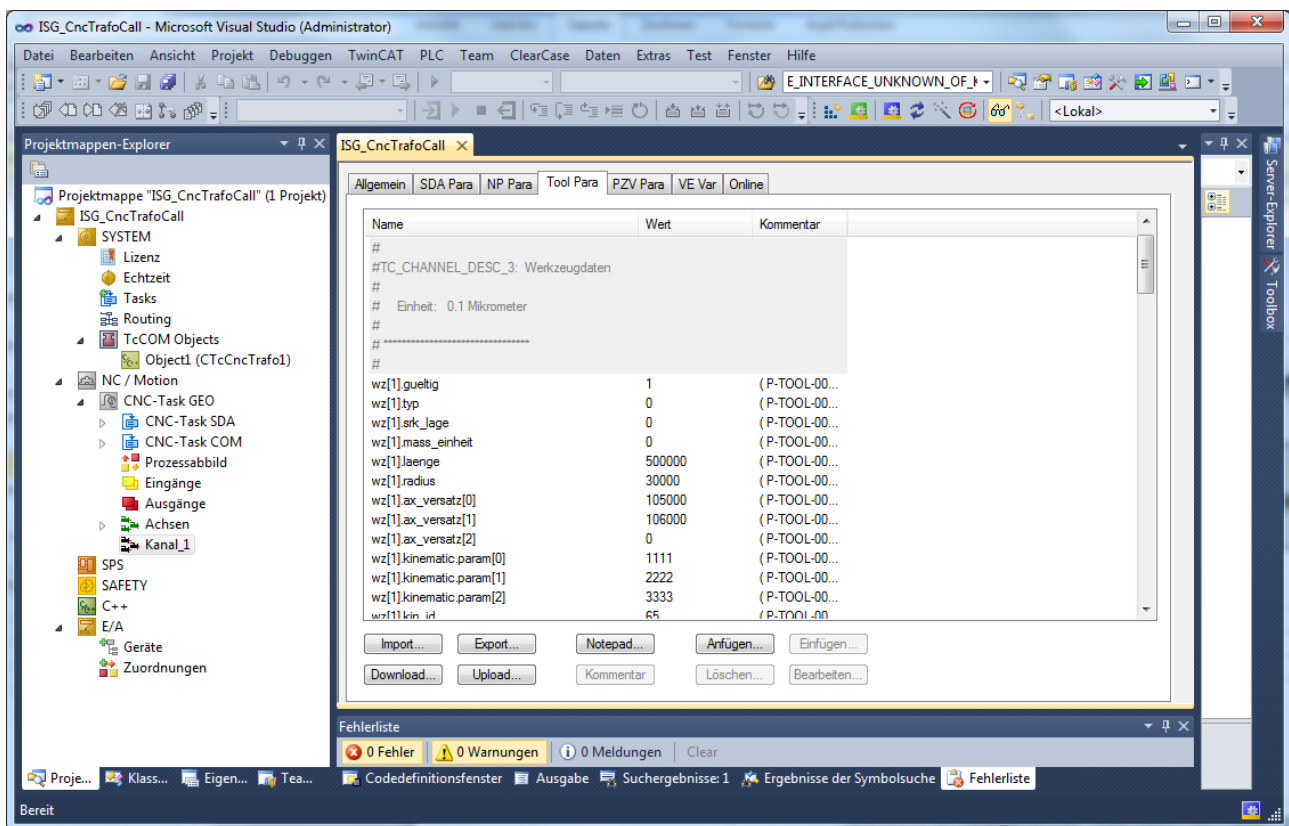 ISG_CncTrafoCall - Microsoft Visual Studio (Administrator)
Datei Bearbeiten Ansicht Projekt Debuggen TwinCAT PLC Team ClearCase Daten Extras Test Fenster Hilfe
E_INTERFACE_UNKNOWN_OF_
<Lokal>
Projektmappen-Explorer
Projektmappe "ISG_CncTrafoCall" (1 Projekt)
ISG_CncTrafoCall
SYSTEM
Lizenz
Echtzeit
Tasks
Routing
TcCOM Objects
Object1 (CTcCncTrafo1)
NC / Motion
CNC-Task GEO
CNC-Task SDA
CNC-Task COM
Prozessabbild
Eingänge
Ausgänge
Achsen
Kanal_1
SPS
SAFETY
C++
E/A
Geräte
Zuordnungen
Proje... Klass... Eigen... Tea...
ISG_CncTrafoCall
Allgemein SDA Para NP Para Tool Para PZV Para VE Var Online
Name Wert Kommentar
#
#TC_CHANNEL_DESC_3: Werkzeugdaten
#
# Einheit: 0.1 Mikrometer
#
# **********************************
#
wz[1].gueltig 1 ( P-TOOL-00...
wz[1].typ 0 ( P-TOOL-00...
wz[1].srk_lage 0 ( P-TOOL-00...
wz[1].mass_einheit 0 ( P-TOOL-00...
wz[1].laenge 500000 ( P-TOOL-00...
wz[1].radius 30000 ( P-TOOL-00...
wz[1].ax_versatz[0] 105000 ( P-TOOL-00...
wz[1].ax_versatz[1] 106000 ( P-TOOL-00...
wz[1].ax_versatz[2] 0 ( P-TOOL-00...
wz[1].kinematic.param[0] 1111 ( P-TOOL-00...
wz[1].kinematic.param[1] 2222 ( P-TOOL-00...
wz[1].kinematic.param[2] 3333 ( P-TOOL-00...
wz[1].kin_id 65 ( P-TOOL-00...
Import... Export... Notepad... Anfügen... Einfügen...
Download... Upload... Kommentar Löschen... Bearbeiten...
Fehlerliste
0 Fehler 0 Warnungen 0 Meldungen Clear
Codedefinitionsfenster Ausgabe Suchergebnisse: 1 Ergebnisse der Symbolsuche Fehlerliste
Server-Explorer
Toolbox
Bereit